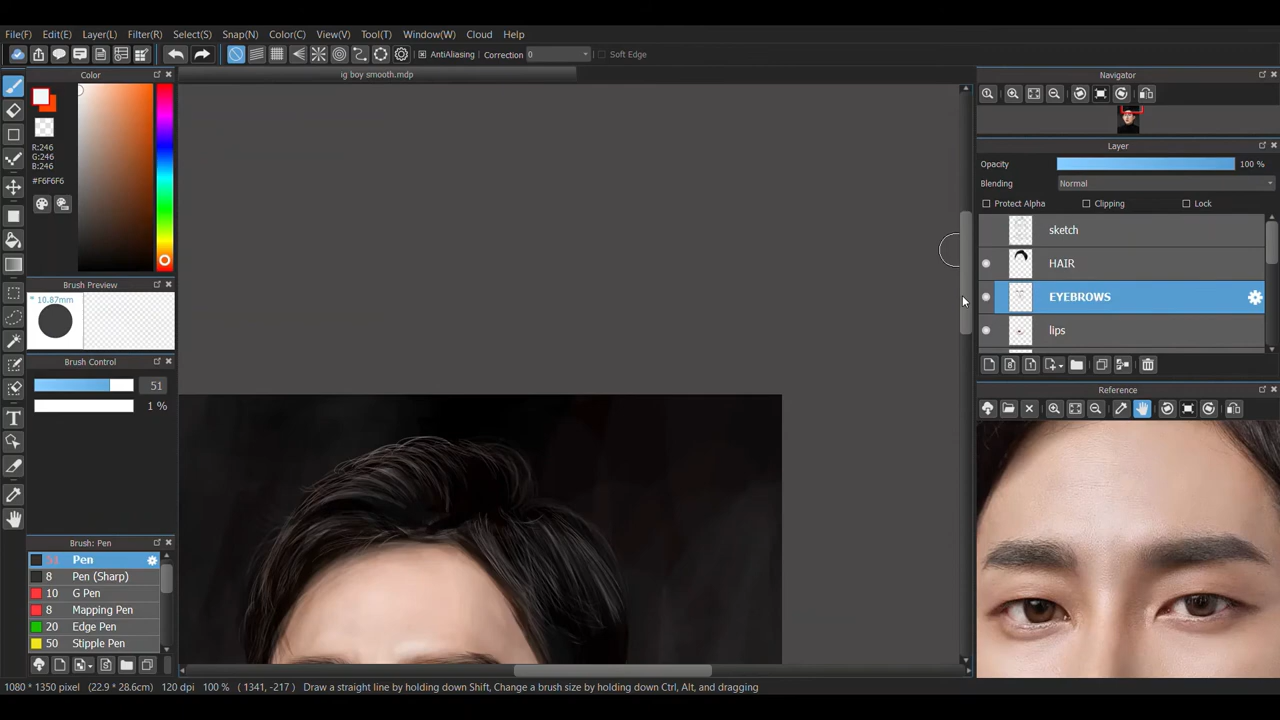 File(F) Edit(E) Layer(L) Filter(R) Select(S) Snap(N) Color(C) View(V) Tool(T) Window(W) Cloud Help
AntiAliasing Correction 0 Soft Edge
ig boy smooth.mdp
Color
R:246
G:246
B:246
#F6F6F6
Brush Preview
* 10.87mm
Brush Control
51
1 %
Brush: Pen
51 Pen
8 Pen (Sharp)
10 G Pen
8 Mapping Pen
20 Edge Pen
50 Stipple Pen
Navigator
Layer
Opacity 100 %
Blending Normal
Protect Alpha Clipping Lock
sketch
HAIR
EYEBROWS
lips
Reference
1080 * 1350 pixel (22.9 * 28.6cm) 120 dpi 100 % ( 1341, -217 ) Draw a straight line by holding down Shift, Change a brush size by holding down Ctrl, Alt, and dragging